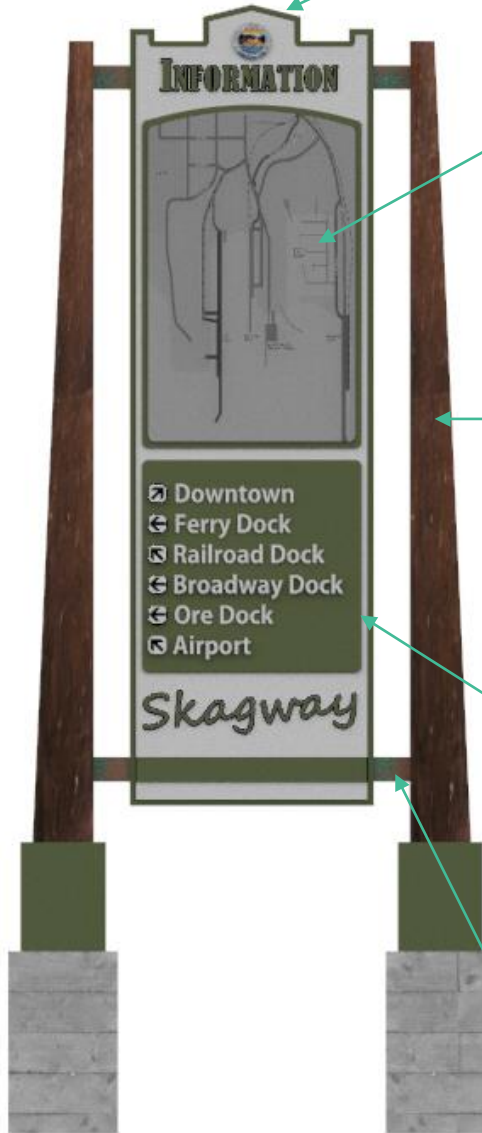 INFORMATION
Downtown
Ferry Dock
Railroad Dock
Broadway Dock
Ore Dock
Airport
Skagway